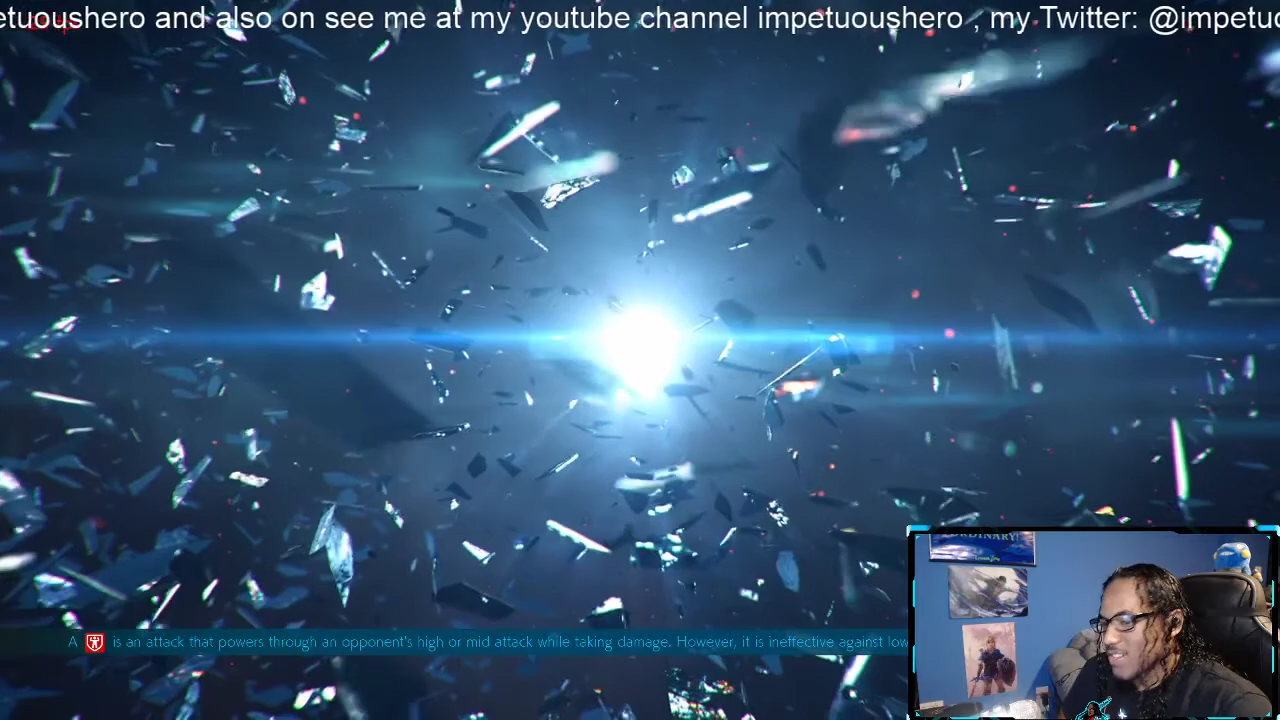 etuoushero and also on see me at my youtube channel impetuoushero , my Twitter: @impetuo
A is an attack that powers through an opponent's high or mid attack while taking damage. However, it is ineffective against low
ORDINARY!